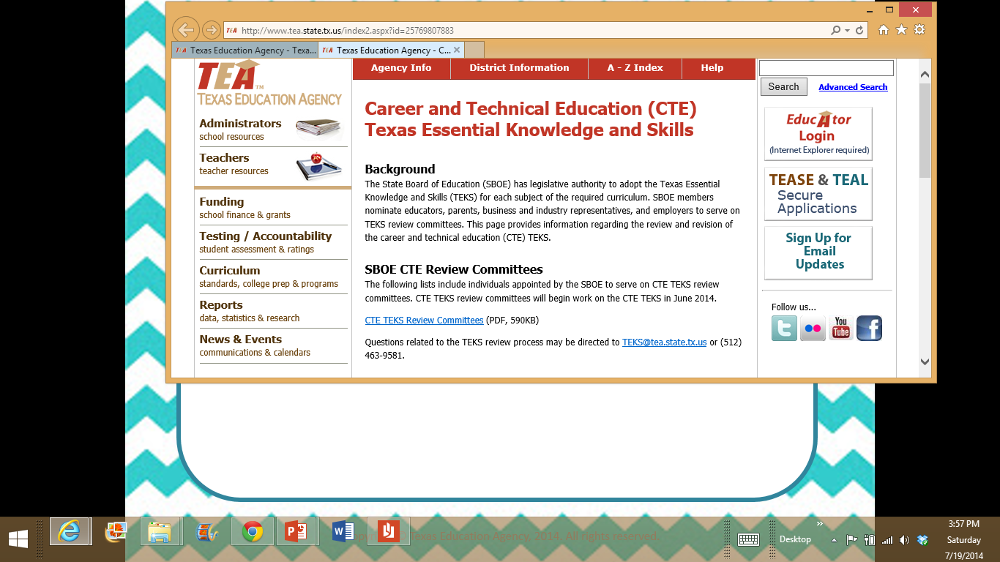 http://www.tea.state.tx.us/index2.aspx?id=25769807883
TEA Texas Education Agency - Texa...
TEA Texas Education Agency - C...
TEA™
TEXAS EDUCATION AGENCY
Administrators
school resources
Teachers
teacher resources
Funding
school finance & grants
Testing / Accountability
student assessment & ratings
Curriculum
standards, college prep & programs
Reports
data, statistics & research
News & Events
communications & calendars
Agency Info
District Information
A - Z Index
Help
Career and Technical Education (CTE)
Texas Essential Knowledge and Skills
Background
The State Board of Education (SBOE) has legislative authority to adopt the Texas Essential
Knowledge and Skills (TEKS) for each subject of the required curriculum. SBOE members
nominate educators, parents, business and industry representatives, and employers to serve on
TEKS review committees. This page provides information regarding the review and revision of
the career and technical education (CTE) TEKS.
SBOE CTE Review Committees
The following lists include individuals appointed by the SBOE to serve on CTE TEKS review
committees. CTE TEKS review committees will begin work on the CTE TEKS in June 2014.
CTE TEKS Review Committees (PDF, 590KB)
Questions related to the TEKS review process may be directed to TEKS@tea.state.tx.us or (512)
463-9581.
Search
Advanced Search
EducAtor
Login
(Internet Explorer required)
TEASE & TEAL
Secure
Applications
Sign Up for
Email
Updates
Follow us...
You
Tube
Texas Education Agency, 2014. All rights reserved.
Desktop
3:57 PM
Saturday
7/19/2014